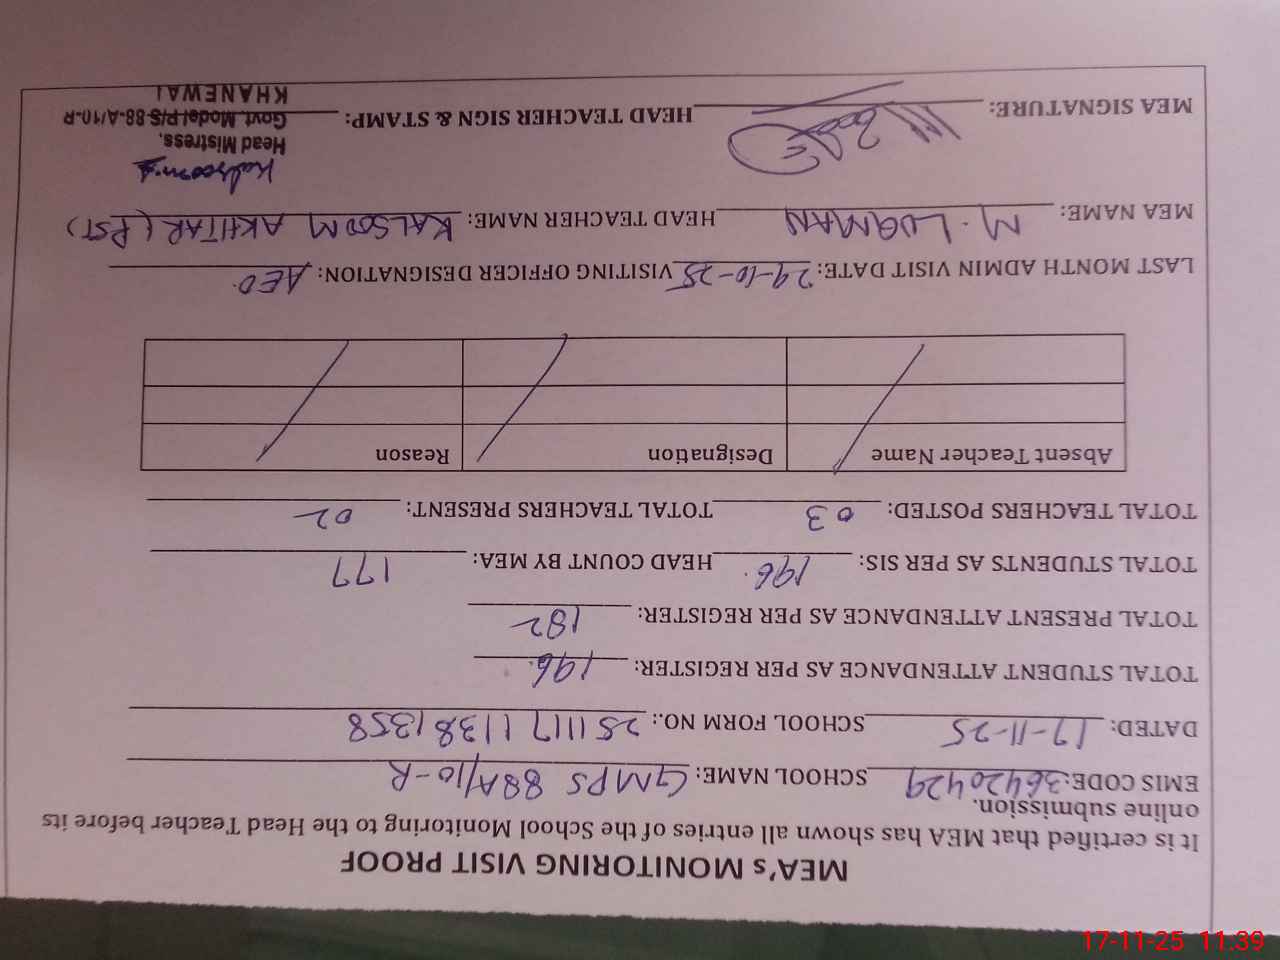 MEA's MONITORING VISIT PROOF
It is certified that MEA has shown all entries of the School Monitoring to the Head Teacher before its
online submission.
EMIS CODE: 36420429 SCHOOL NAME: GMPS 88A/10-R
DATED: 17-11-25 SCHOOL FORM NO.: 25111711381358
TOTAL STUDENT ATTENDANCE AS PER REGISTER: 196
TOTAL PRESENT ATTENDANCE AS PER REGISTER: 182
TOTAL STUDENTS AS PER SIS: 196 HEAD COUNT BY MEA: 177
TOTAL TEACHERS POSTED: 03 TOTAL TEACHERS PRESENT: 02
Absent Teacher Name Designation Reason
LAST MONTH ADMIN VISIT DATE: 29-10-25 VISITING OFFICER DESIGNATION: AEO.
MEA NAME: M. LUQMAN HEAD TEACHER NAME: KALSOOM AKHTAR (PST)
Kalsoom
Head Mistress,
MEA SIGNATURE: HEAD TEACHER SIGN & STAMP: Govt. Model P/S 88-A/10-R
KHANEWAL
17-11-25 11:39